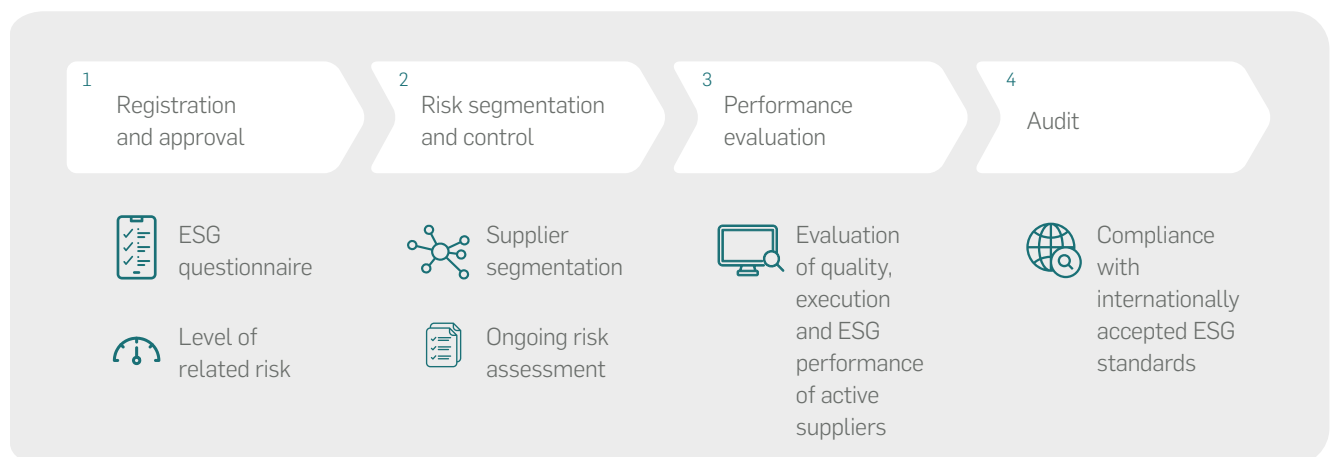 1
Registration
and approval
2
Risk segmentation
and control
3
Performance
evaluation
4
Audit
ESG
questionnaire
Level of
related risk
Supplier
segmentation
Ongoing risk
assessment
Evaluation
of quality,
execution
and ESG
performance
of active
suppliers
Compliance
with
internationally
accepted ESG
standards